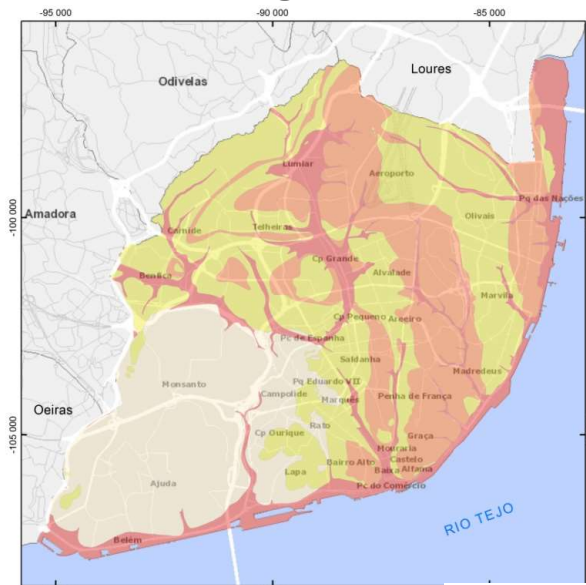 -95 000
-90 000
-85 000
Odivelas
Loures
Lumiar
Aeroporto
-100 000
Amadora
Pq das Nações
Olivais
Carnide
Telheiras
Cp Grande
Benfica
Alvalade
Marvila
Cp Pequeno
Areeiro
Pc de Espanha
Saldanha
Madredeus
Monsanto
Pq Eduardo VII
Campolide
Marquês
Penha de França
Oeiras
Rato
-105 000
Cp Ourique
Graça
Mouraria
Castelo
Bairro Alto
Lapa
Baixa
Alfama
Ajuda
Pc do Comércio
RIO TEJO
Belém